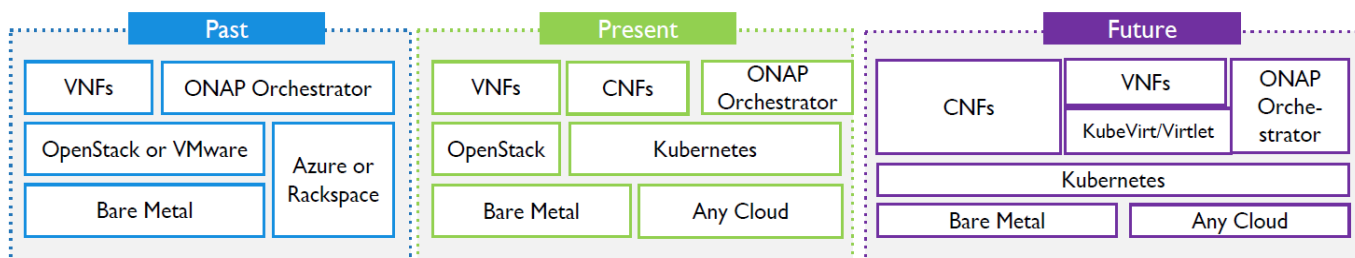 Past
VNFs
ONAP Orchestrator
OpenStack or VMware
Azure or
Rackspace
Bare Metal
Present
VNFs
CNFs
ONAP
Orchestrator
OpenStack
Kubernetes
Bare Metal
Any Cloud
Future
CNFs
VNFs
KubeVirt/Virtlet
ONAP
Orche-
strator
Kubernetes
Bare Metal
Any Cloud